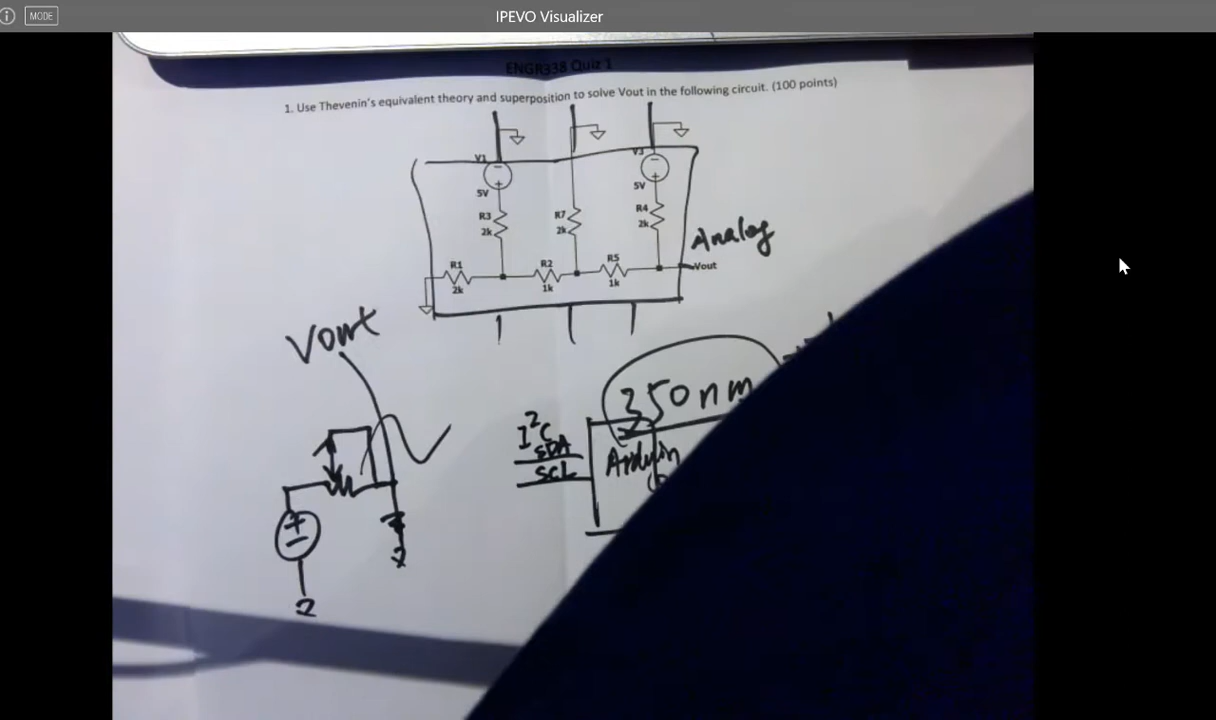 MODE
IPEVO Visualizer
ENGR338 Quiz 1
1. Use Thevenin's equivalent theory and superposition to solve Vout in the following circuit. (100 points)
V1
5V
R3
2k
R7
2k
V3
5V
R4
2k
Analog
R1
2k
R2
1k
R5
1k
Vout
Vout
350nm
I²C
SDA
SCL